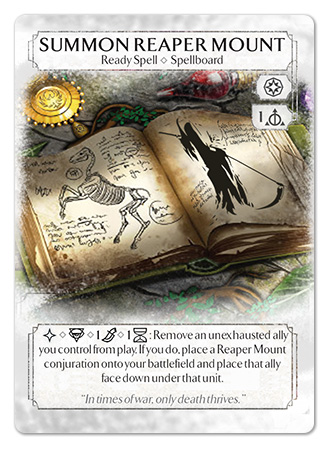 SUMMON REAPER MOUNT
Ready Spell ◇ Spellboard
1
◇ 1 ◇ 1 : Remove an unexhausted ally
you control from play. If you do, place a Reaper Mount
conjuration onto your battlefield and place that ally
face down under that unit.
"In times of war, only death thrives."